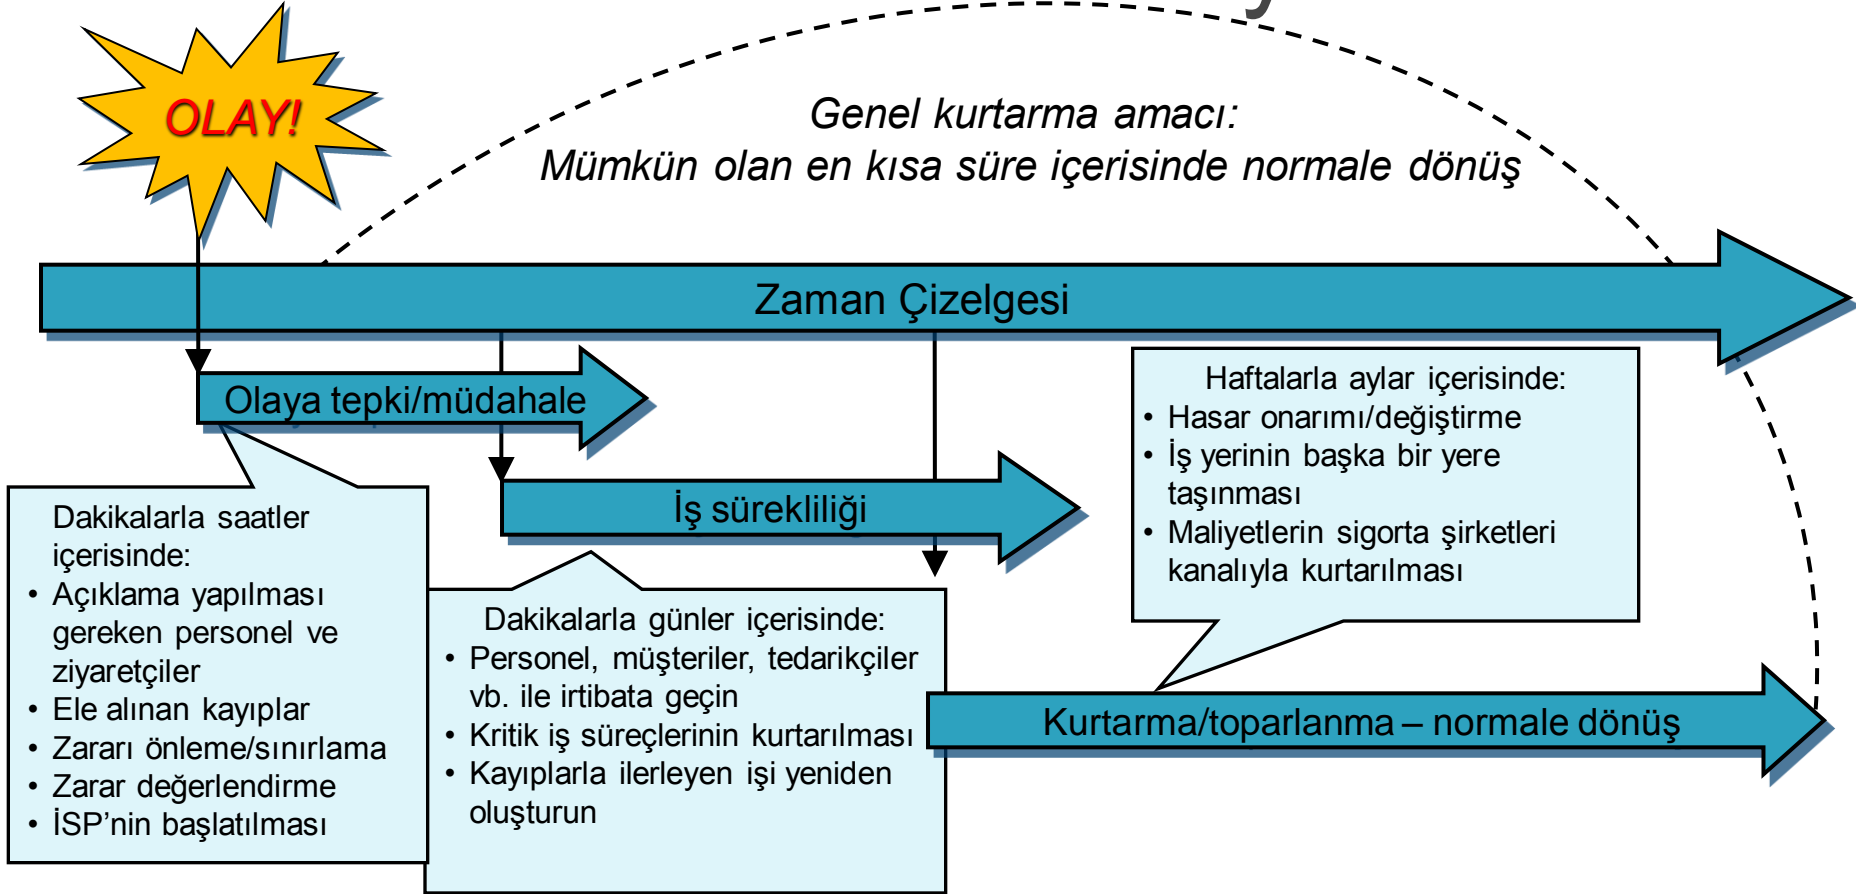 OLAY!
Genel kurtarma amacı:
Mümkün olan en kısa süre içerisinde normale dönüş
Zaman Çizelgesi
Olaya tepki/müdahale
Dakikalarla saatler
içerisinde:
• Açıklama yapılması
gereken personel ve
ziyaretçiler
• Ele alınan kayıplar
• Zararı önleme/sınırlama
• Zarar değerlendirme
• İSP’nin başlatılması
İş sürekliliği
Dakikalarla günler içerisinde:
• Personel, müşteriler, tedarikçiler
vb. ile irtibata geçin
• Kritik iş süreçlerinin kurtarılması
• Kayıplarla ilerleyen işi yeniden
oluşturun
Haftalarla aylar içerisinde:
• Hasar onarımı/değiştirme
• İş yerinin başka bir yere
taşınması
• Maliyetlerin sigorta şirketleri
kanalıyla kurtarılması
Kurtarma/toparlanma – normale dönüş